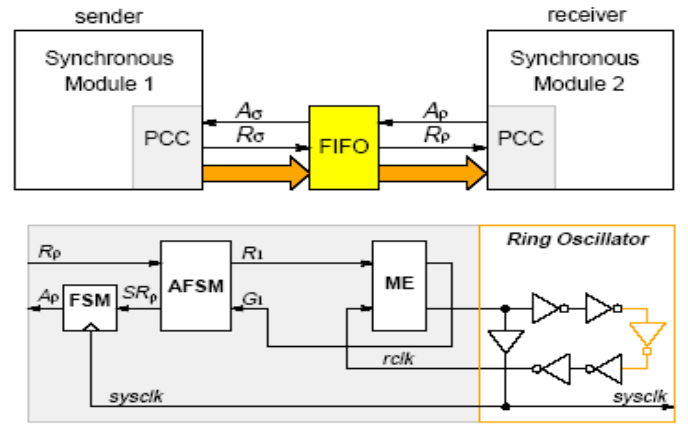 sender
receiver
Synchronous
Module 1
Synchronous
Module 2
Aσ
Aρ
PCC
Rσ
FIFO
Rρ
PCC
Ring Oscillator
Rρ
R1
AFSM
ME
Aρ
FSM
SRρ
G1
rclk
sysclk
sysclk